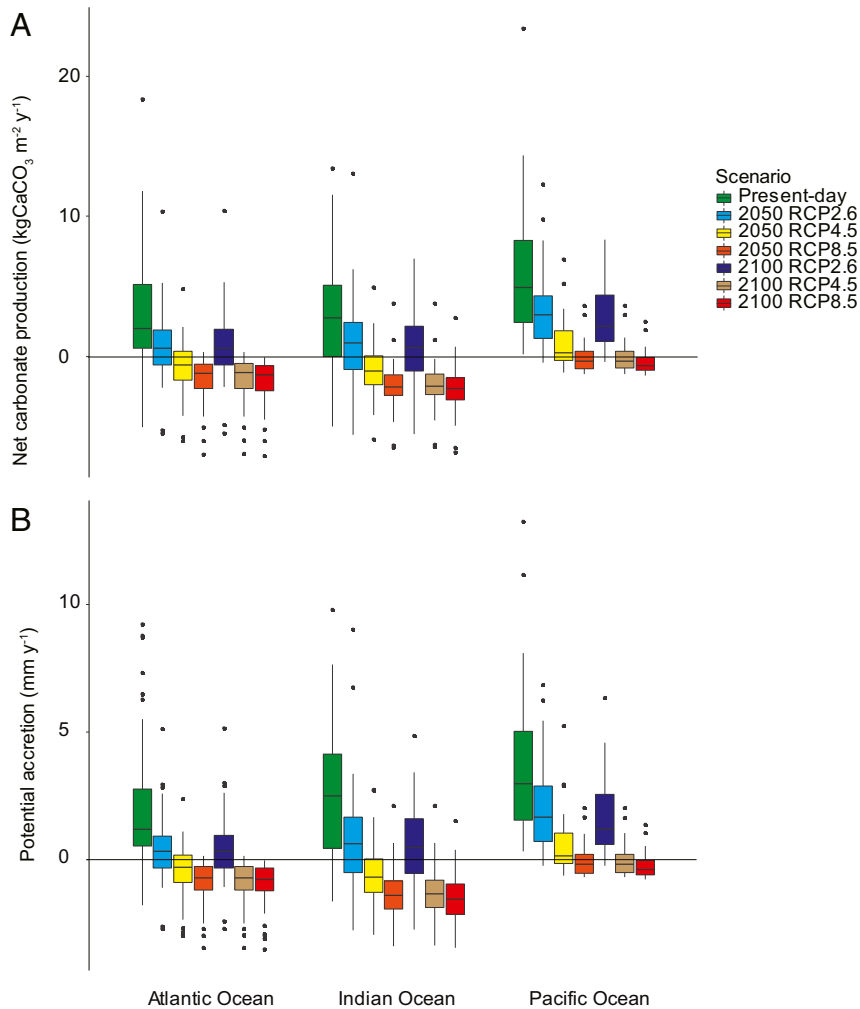 A
Net carbonate production (kgCaCO3 m-2 y-1)
20
10
0
Scenario
Present-day
2050 RCP2.6
2050 RCP4.5
2050 RCP8.5
2100 RCP2.6
2100 RCP4.5
2100 RCP8.5
B
Potential accretion (mm y-1)
10
5
0
Atlantic Ocean Indian Ocean Pacific Ocean